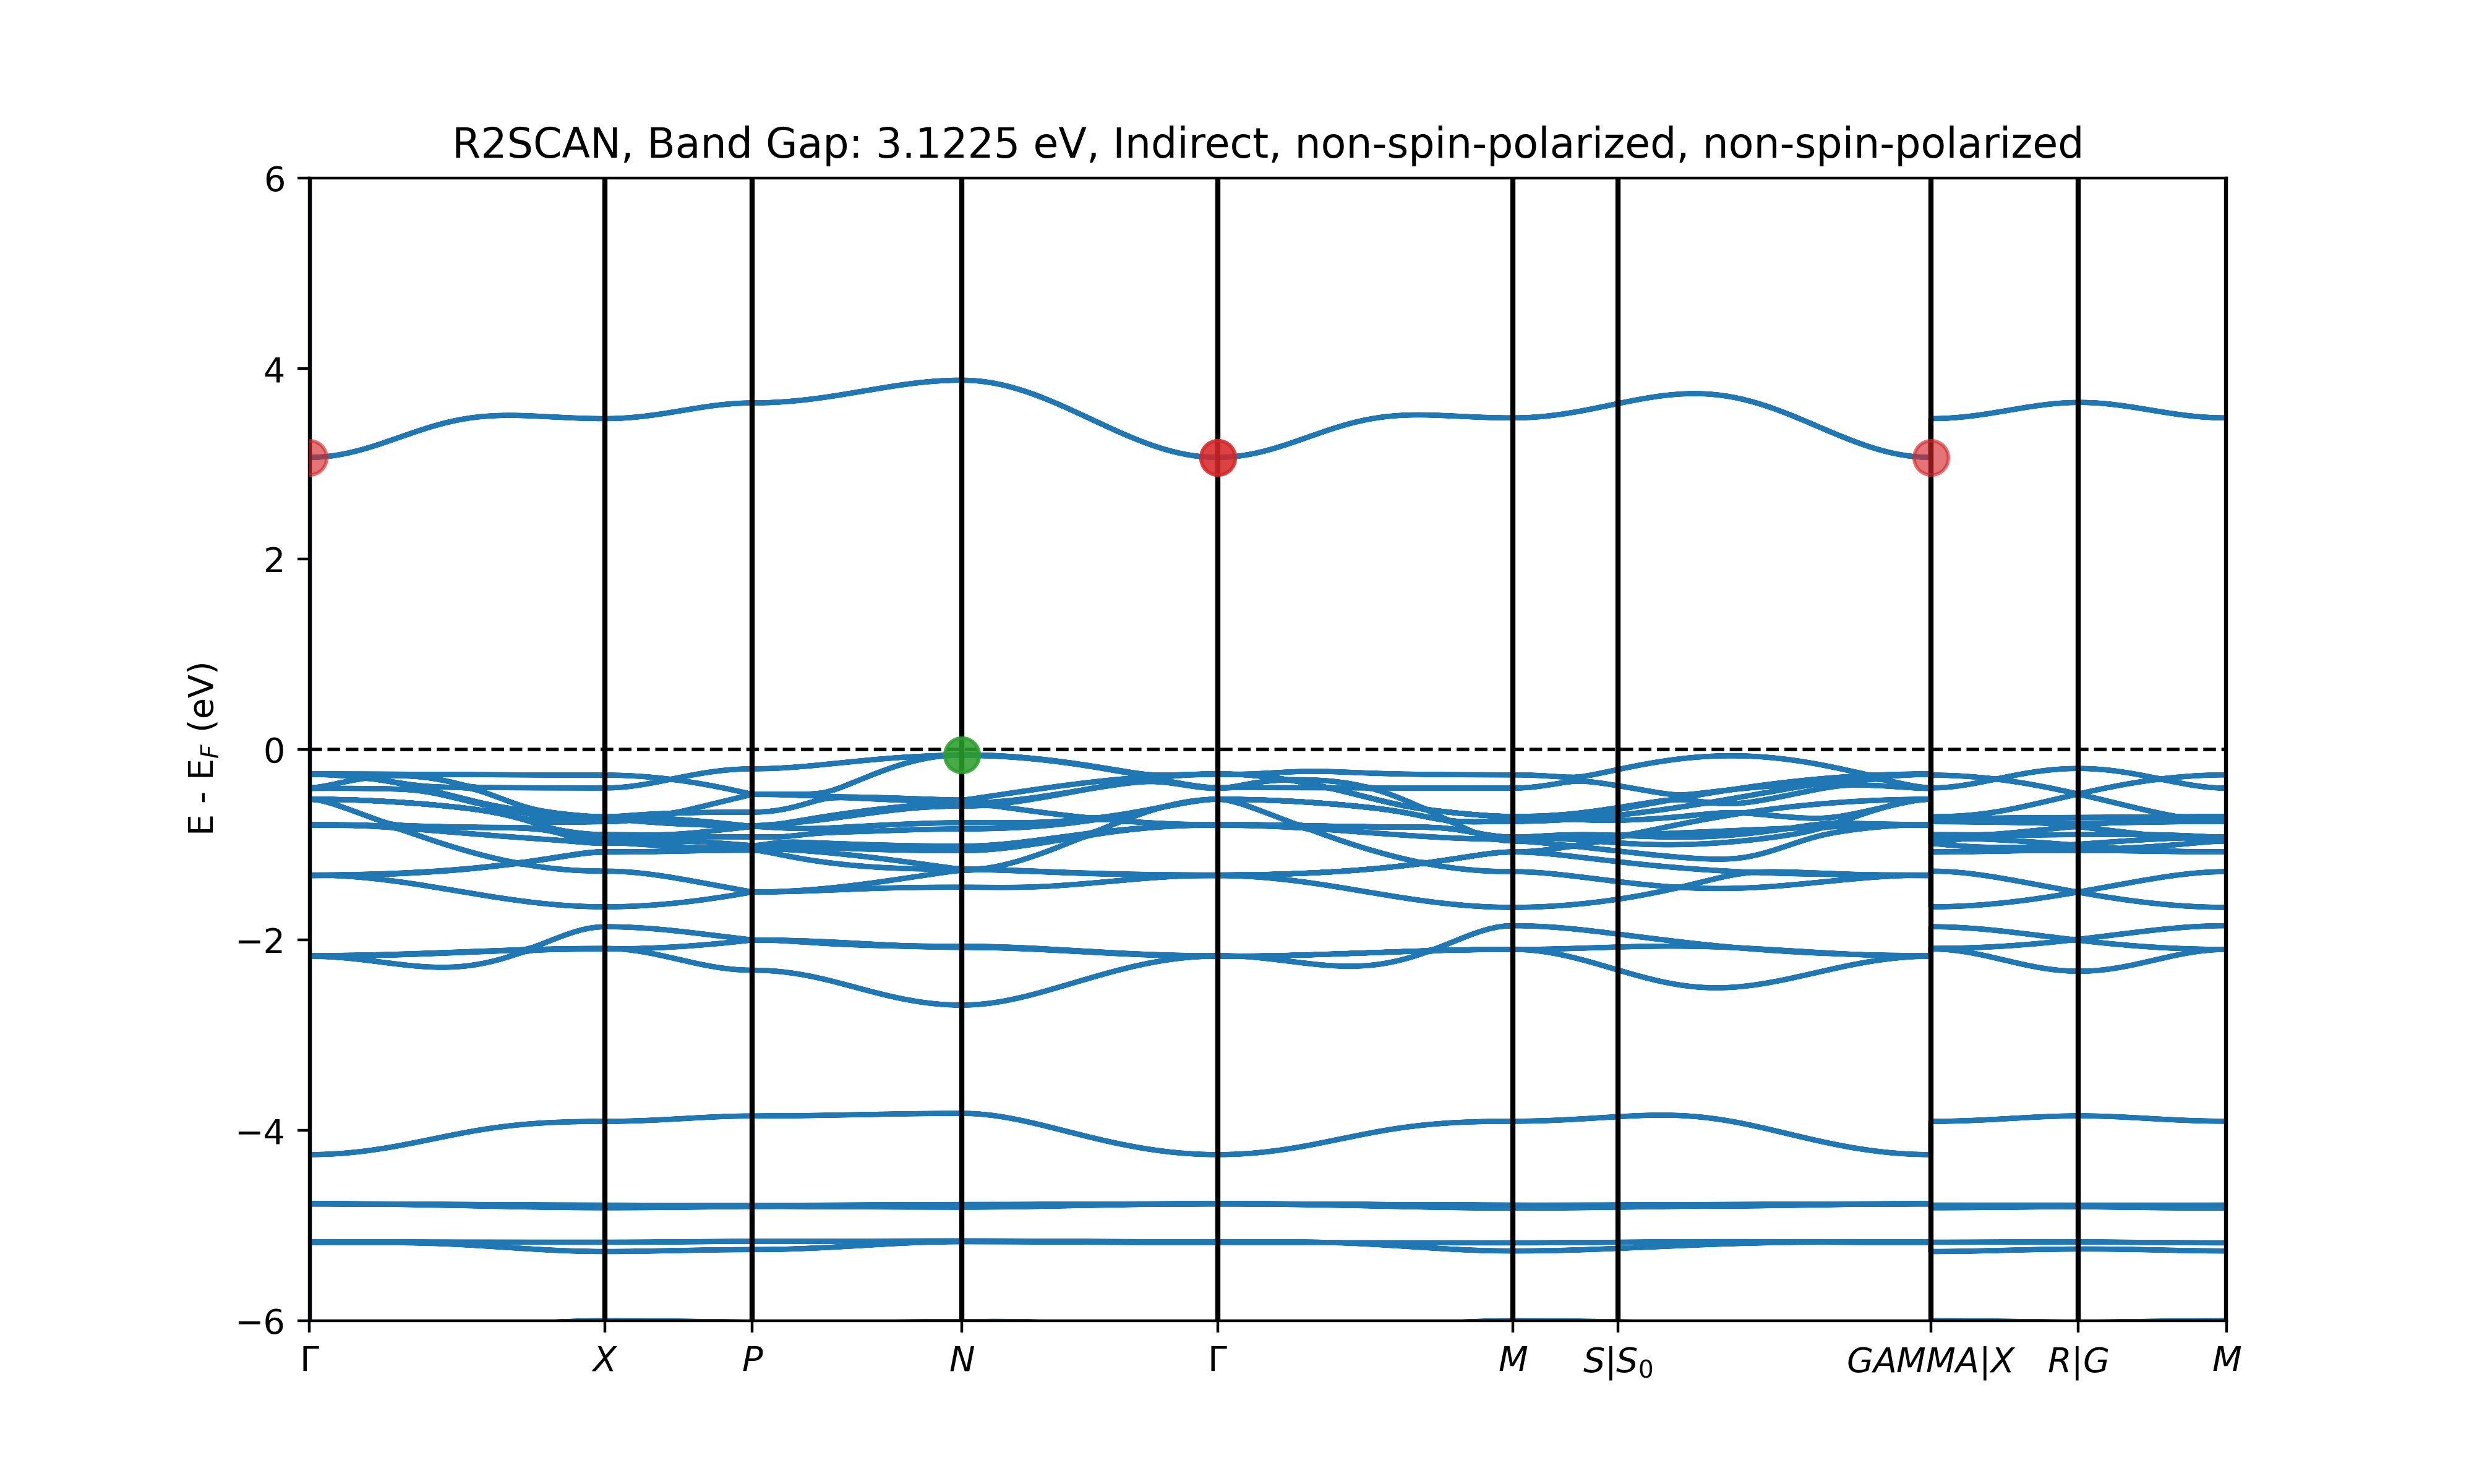 R2SCAN, Band Gap: 3.1225 eV, Indirect, non-spin-polarized, non-spin-polarized
6
4
2
0
−2
−4
−6
E - E_F (eV)
Γ X P N Γ M S|S₀ GAMMA|X R|G M